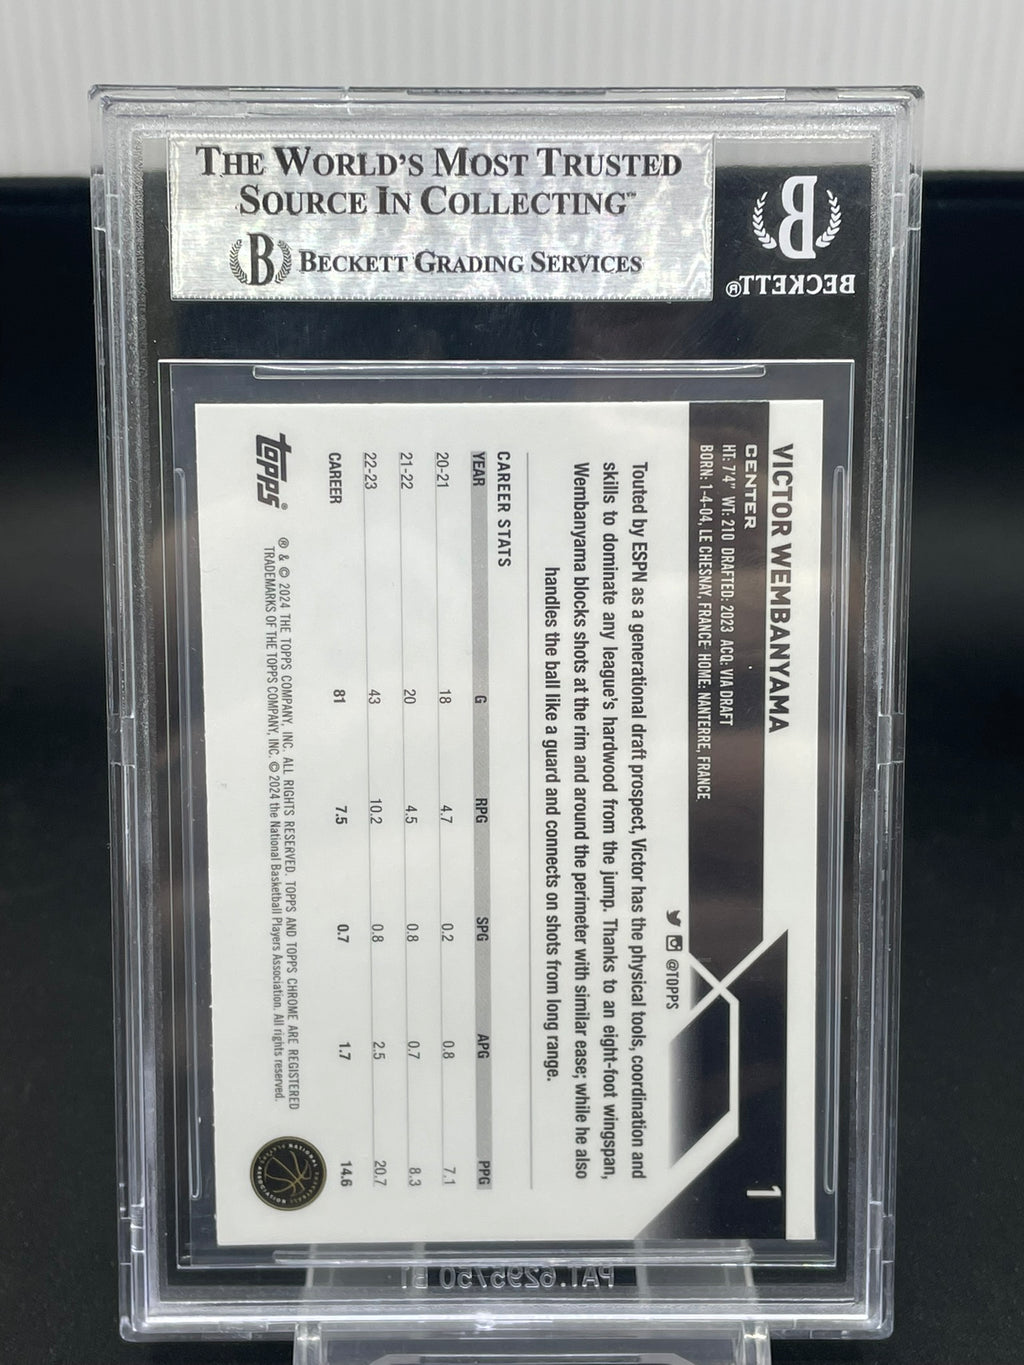 THE WORLD'S MOST TRUSTED
SOURCE IN COLLECTING™
B BECKETT GRADING SERVICES
B
BECKETT®
VICTOR WEMBANYAMA
1
CENTER
HT: 7'4" WT: 210 DRAFTED: 2023 ACQ: VIA DRAFT
BORN: 1-4-04, LE CHESNAY, FRANCE HOME: NANTERRE, FRANCE
@TOPPS
Touted by ESPN as a generational draft prospect, Victor has the physical tools, coordination and
skills to dominate any league's hardwood from the jump. Thanks to an eight-foot wingspan,
Wembanyama blocks shots at the rim and around the perimeter with similar ease; while he also
handles the ball like a guard and connects on shots from long range.
CAREER STATS
YEAR G RPG SPG APG PPG
20-21 18 4.7 0.2 0.8 7.1
21-22 20 4.5 0.8 0.7 8.3
22-23 43 10.2 0.8 2.5 20.7
CAREER 81 7.5 0.7 1.7 14.6
topps®
® & © 2024 THE TOPPS COMPANY, INC. ALL RIGHTS RESERVED. TOPPS AND TOPPS CHROME ARE REGISTERED
TRADEMARKS OF THE TOPPS COMPANY, INC. © 2024 the National Basketball Players Association. All rights reserved.
NATIONAL BASKETBALL PLAYERS ASSOCIATION
PAT. 6295750 B1